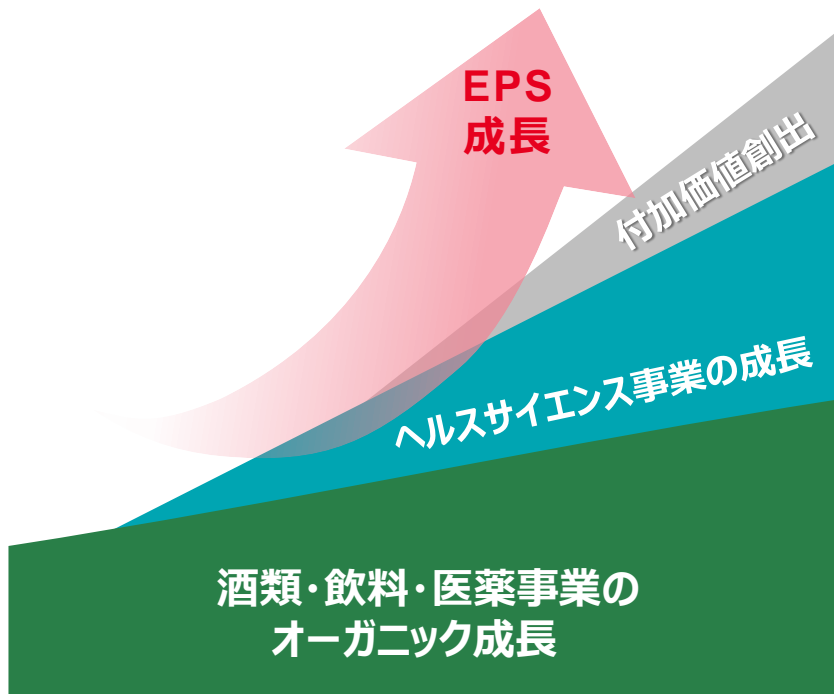 EPS
成長
付加価値創出
ヘルスサイエンス事業の成長
酒類・飲料・医薬事業の
オーガニック成長